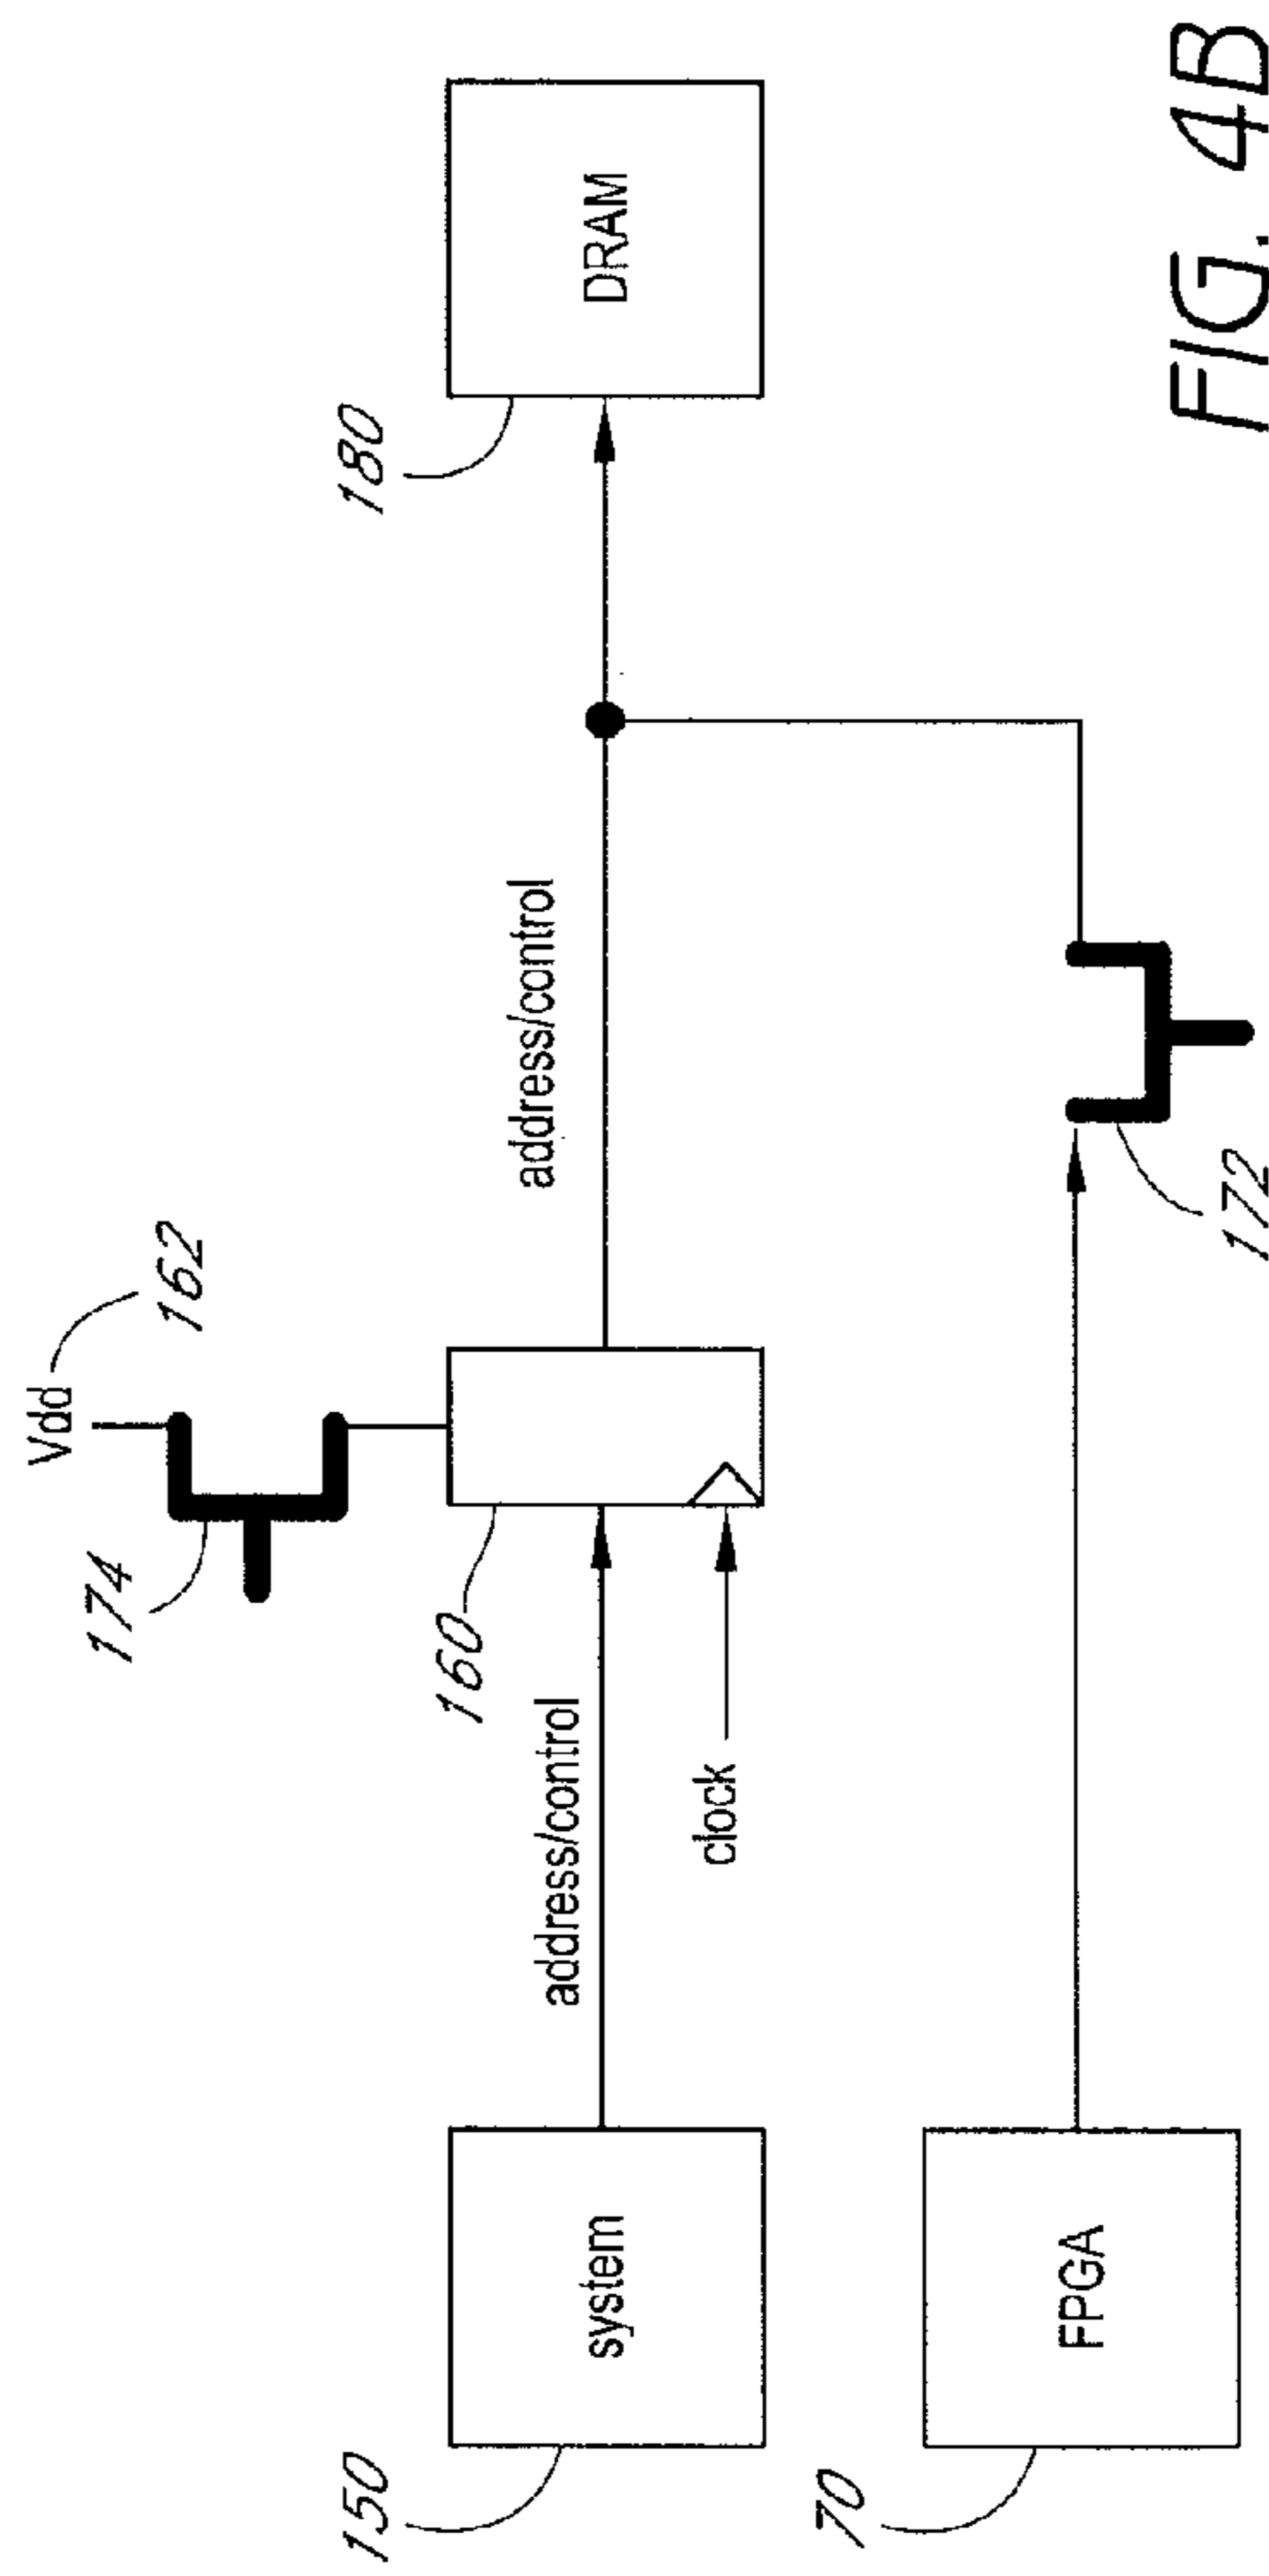 Vdd
162
174
180
DRAM
address/control
address/control
160
clock
150
system
70
FPGA
172
FIG. 4B